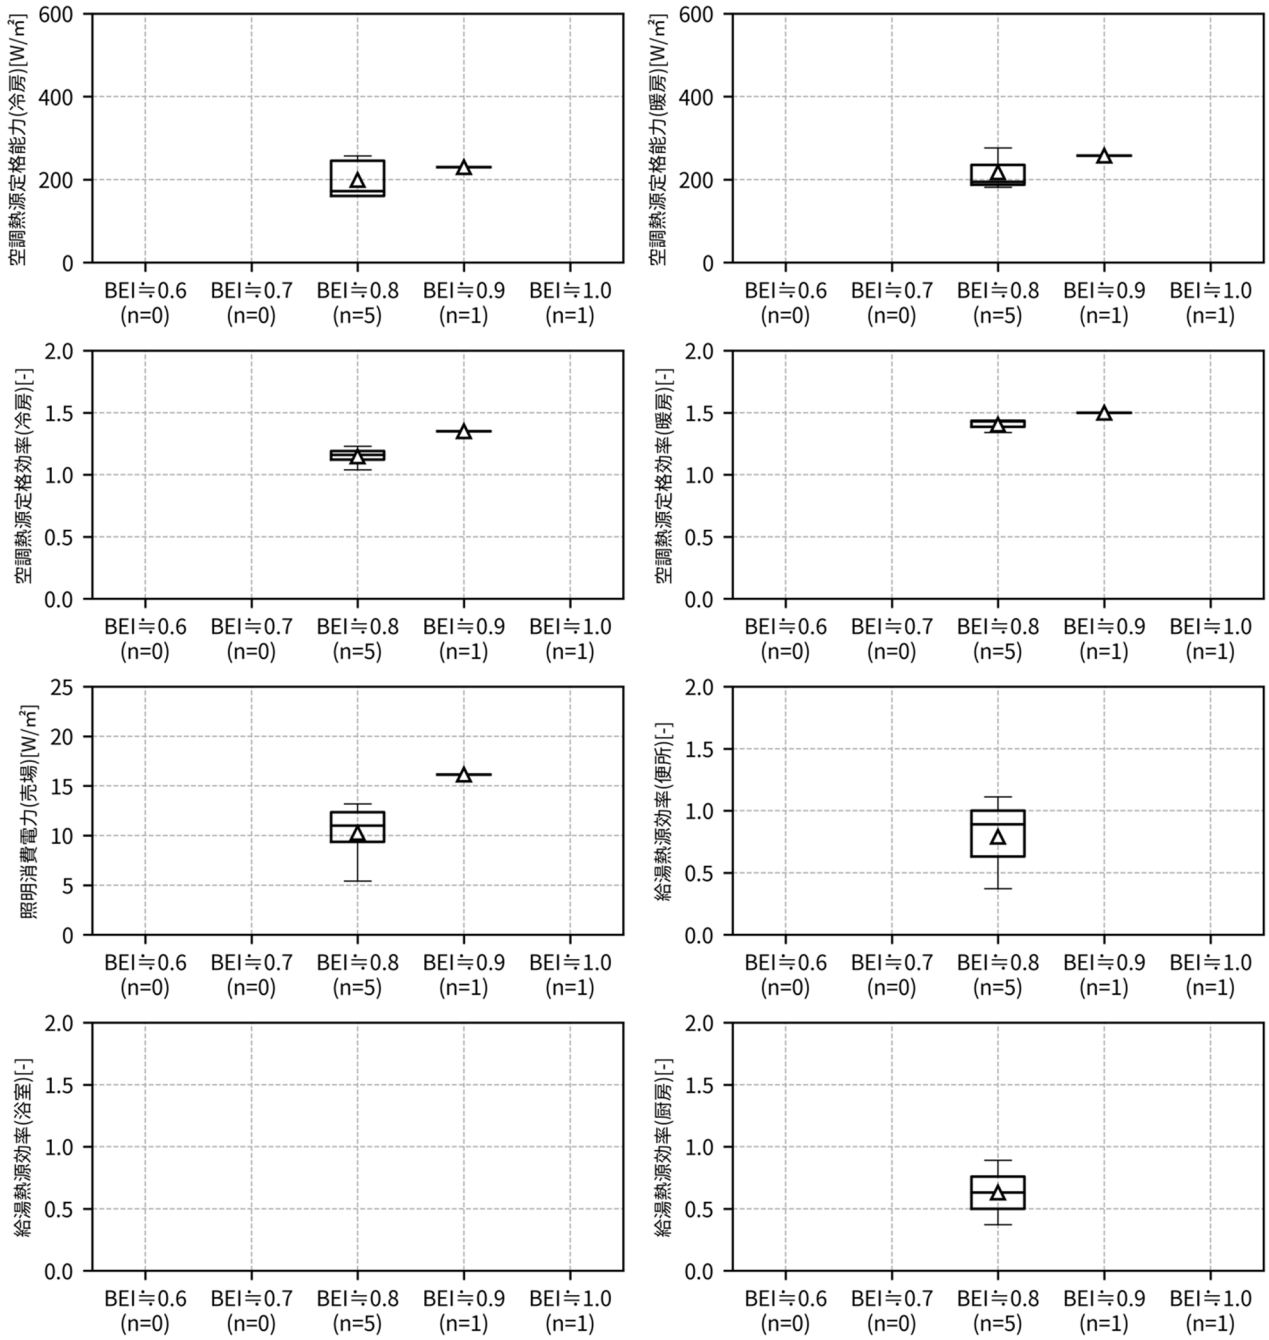 空調熱源定格能力(冷房)[W/㎡]
600
400
200
0
BEI≒0.6 BEI≒0.7 BEI≒0.8 BEI≒0.9 BEI≒1.0
(n=0) (n=0) (n=5) (n=1) (n=1)
空調熱源定格能力(暖房)[W/㎡]
600
400
200
0
BEI≒0.6 BEI≒0.7 BEI≒0.8 BEI≒0.9 BEI≒1.0
(n=0) (n=0) (n=5) (n=1) (n=1)
空調熱源定格効率(冷房)[-]
2.0
1.5
1.0
0.5
0.0
BEI≒0.6 BEI≒0.7 BEI≒0.8 BEI≒0.9 BEI≒1.0
(n=0) (n=0) (n=5) (n=1) (n=1)
空調熱源定格効率(暖房)[-]
2.0
1.5
1.0
0.5
0.0
BEI≒0.6 BEI≒0.7 BEI≒0.8 BEI≒0.9 BEI≒1.0
(n=0) (n=0) (n=5) (n=1) (n=1)
照明消費電力(売場)[W/㎡]
25
20
15
10
5
0
BEI≒0.6 BEI≒0.7 BEI≒0.8 BEI≒0.9 BEI≒1.0
(n=0) (n=0) (n=5) (n=1) (n=1)
給湯熱源効率(便所)[-]
2.0
1.5
1.0
0.5
0.0
BEI≒0.6 BEI≒0.7 BEI≒0.8 BEI≒0.9 BEI≒1.0
(n=0) (n=0) (n=5) (n=1) (n=1)
給湯熱源効率(浴室)[-]
2.0
1.5
1.0
0.5
0.0
BEI≒0.6 BEI≒0.7 BEI≒0.8 BEI≒0.9 BEI≒1.0
(n=0) (n=0) (n=5) (n=1) (n=1)
給湯熱源効率(厨房)[-]
2.0
1.5
1.0
0.5
0.0
BEI≒0.6 BEI≒0.7 BEI≒0.8 BEI≒0.9 BEI≒1.0
(n=0) (n=0) (n=5) (n=1) (n=1)